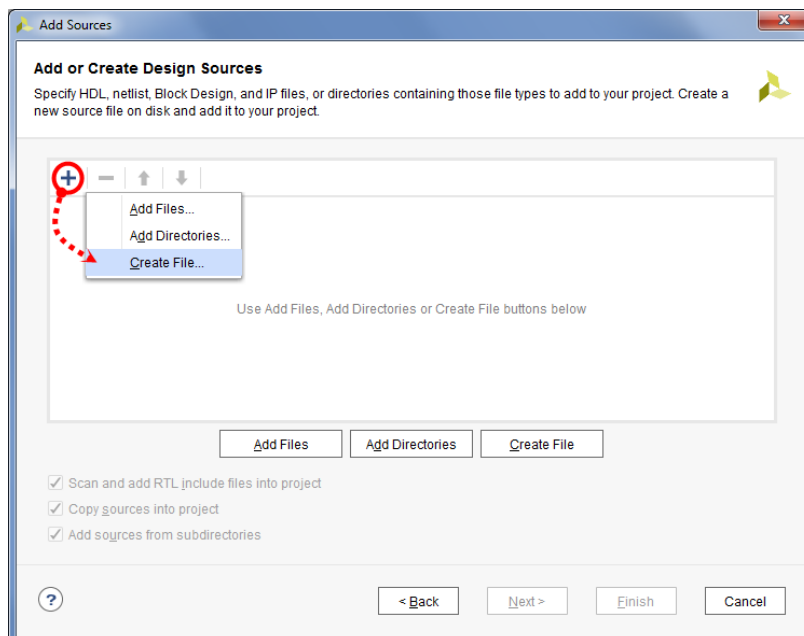 Add Sources
Add or Create Design Sources
Specify HDL, netlist, Block Design, and IP files, or directories containing those file types to add to your project. Create a
new source file on disk and add it to your project.
Add Files...
Add Directories...
Create File...
Use Add Files, Add Directories or Create File buttons below
Add Files Add Directories Create File
Scan and add RTL include files into project
Copy sources into project
Add sources from subdirectories
? < Back Next > Finish Cancel